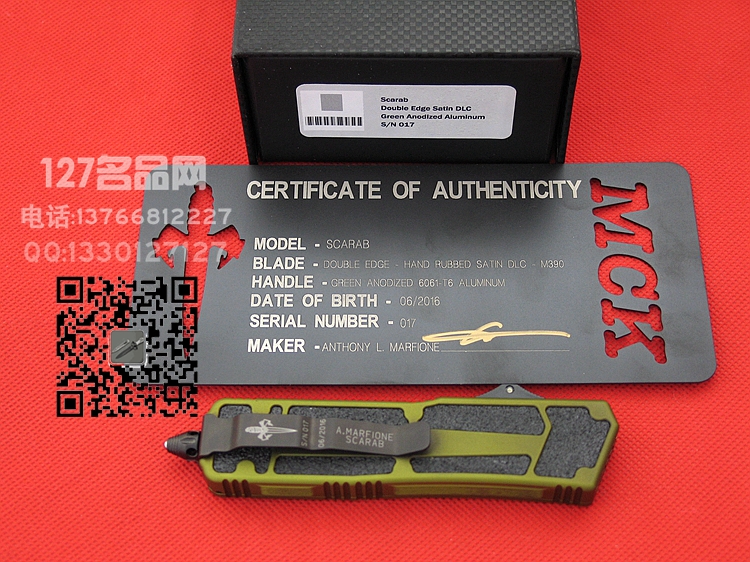 Scarab
Double Edge Satin DLC
Green Anodized Aluminum
S/N 017
127名品网
电话:13766812227
QQ:1330127127
CERTIFICATE OF AUTHENTICITY
MCK
MODEL - SCARAB
BLADE - DOUBLE EDGE - HAND RUBBED SATIN DLC - M390
HANDLE - GREEN ANODIZED 6061-T6 ALUMINUM
DATE OF BIRTH - 06/2016
SERIAL NUMBER - 017
MAKER - ANTHONY L. MARFIONE
S/N 017
06/2016
A.MARFIONE
SCARAB